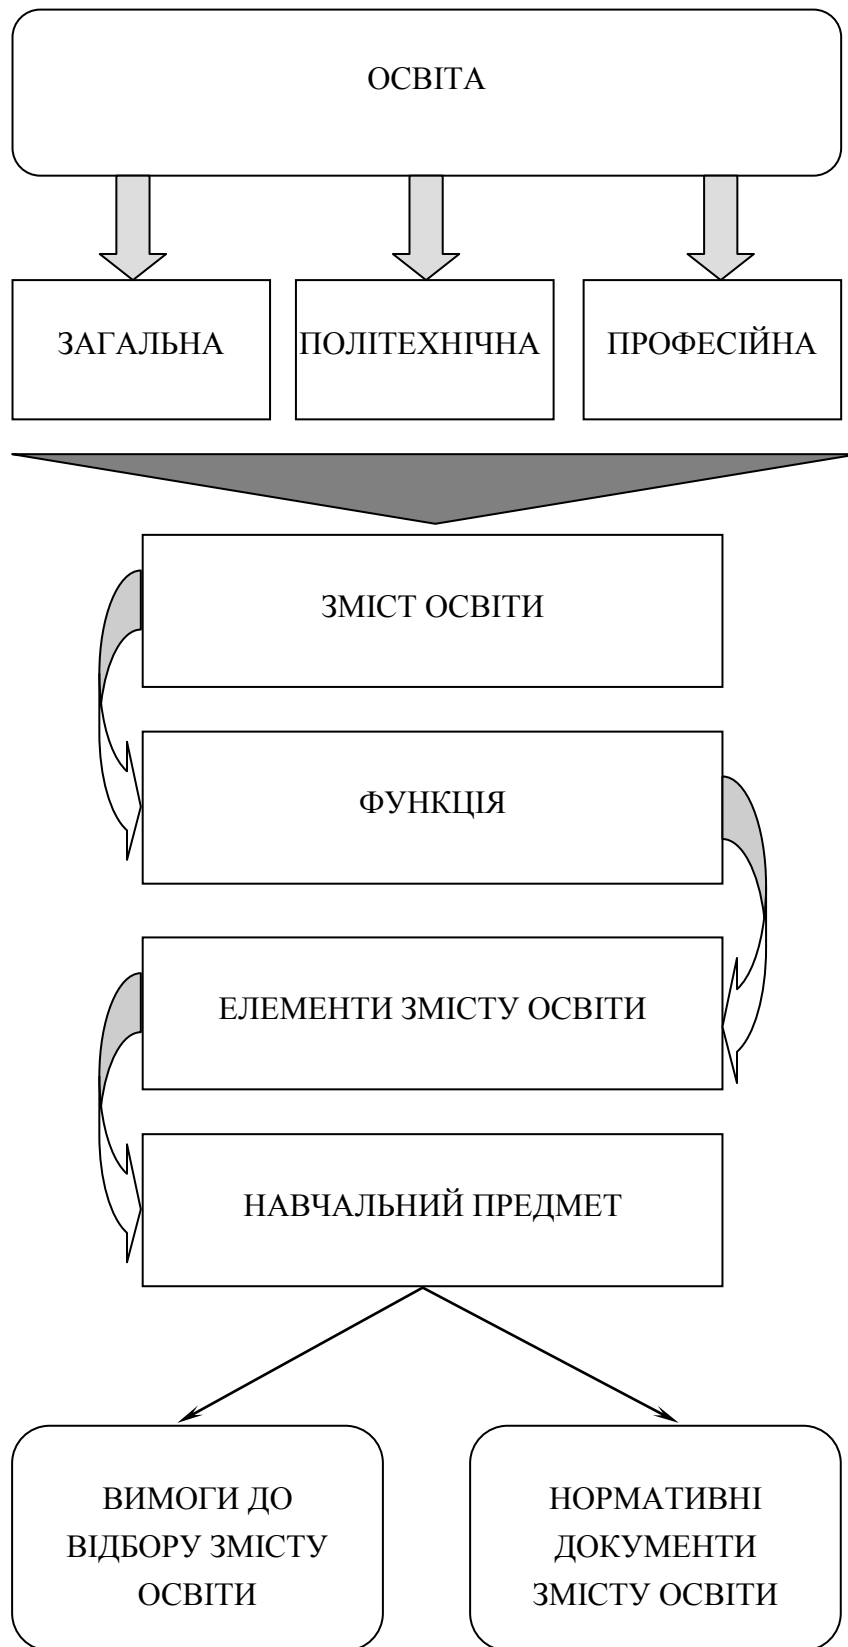 ОСВІТА
ЗАГАЛЬНА
ПОЛІТЕХНІЧНА
ПРОФЕСІЙНА
ЗМІСТ ОСВІТИ
ФУНКЦІЯ
ЕЛЕМЕНТИ ЗМІСТУ ОСВІТИ
НАВЧАЛЬНИЙ ПРЕДМЕТ
ВИМОГИ ДО
ВІДБОРУ ЗМІСТУ
ОСВІТИ
НОРМАТИВНІ
ДОКУМЕНТИ
ЗМІСТУ ОСВІТИ